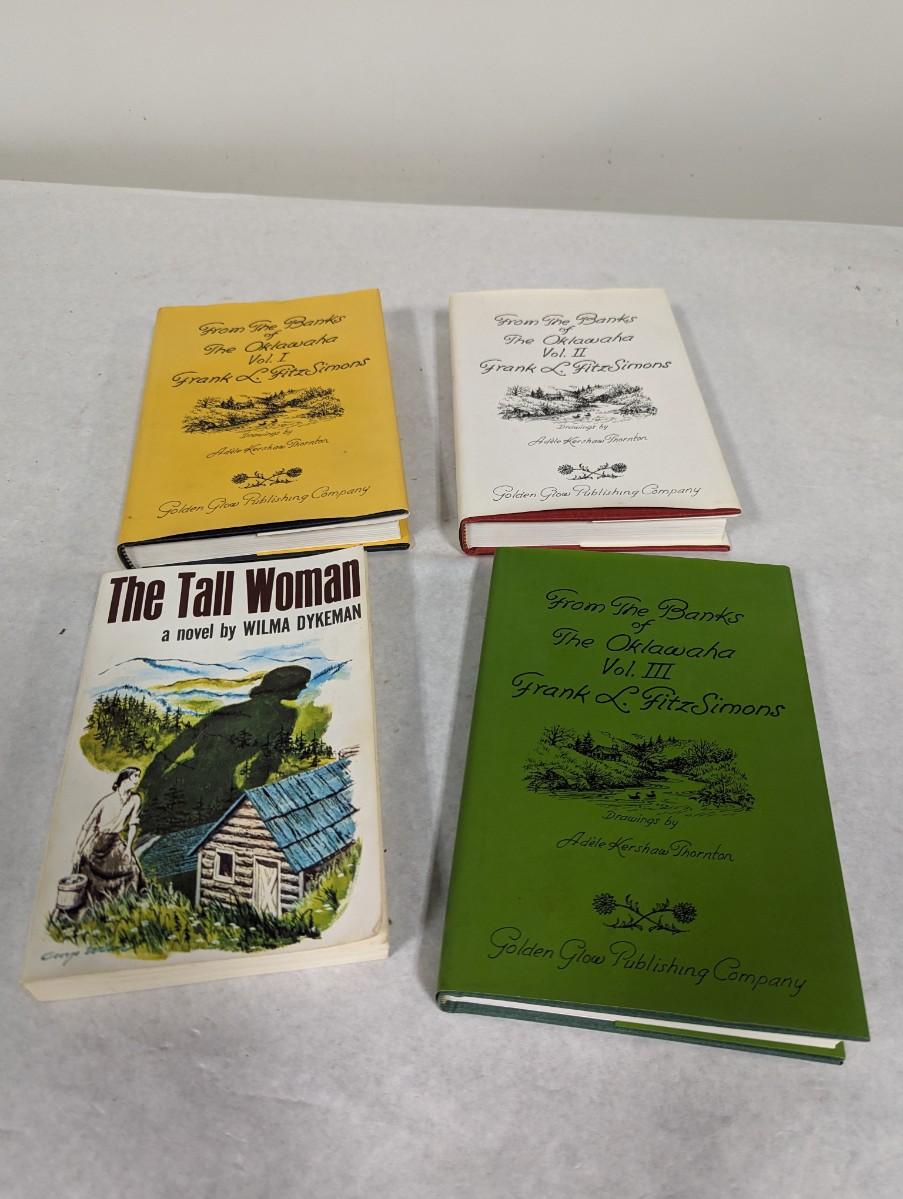 From The Banks
of
The Oklawaha
Vol. I
Frank L. FitzSimons
Drawings by
Adèle Kershaw Thornton
Golden Glow Publishing Company
From The Banks
of
The Oklawaha
Vol. II
Frank L. FitzSimons
Drawings by
Adèle Kershaw Thornton
Golden Glow Publishing Company
The Tall Woman
a novel by WILMA DYKEMAN
From The Banks
of
The Oklawaha
Vol. III
Frank L. FitzSimons
Drawings by
Adèle Kershaw Thornton
Golden Glow Publishing Company